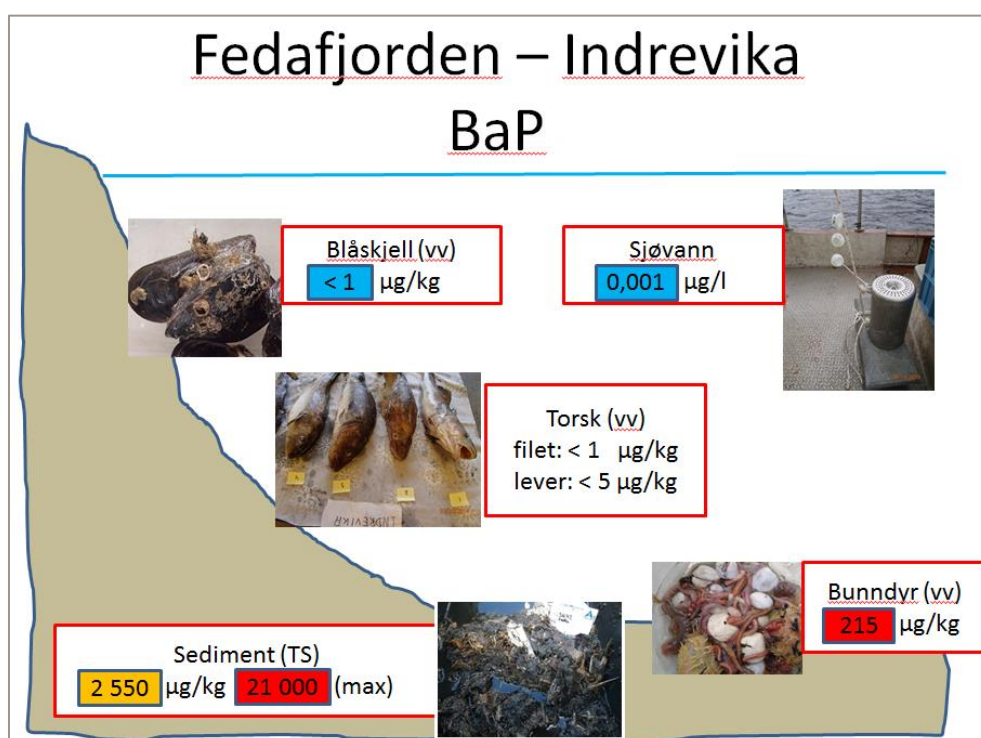 Fedafjorden – Indrevika
BaP
Blåskjell (vv)
< 1 µg/kg
Sjøvann
0,001 µg/l
Torsk (vv)
filet: < 1 µg/kg
lever: < 5 µg/kg
INDREVIKA
Bunndyr (vv)
215 µg/kg
Sediment (TS)
2 550 µg/kg 21 000 (max)